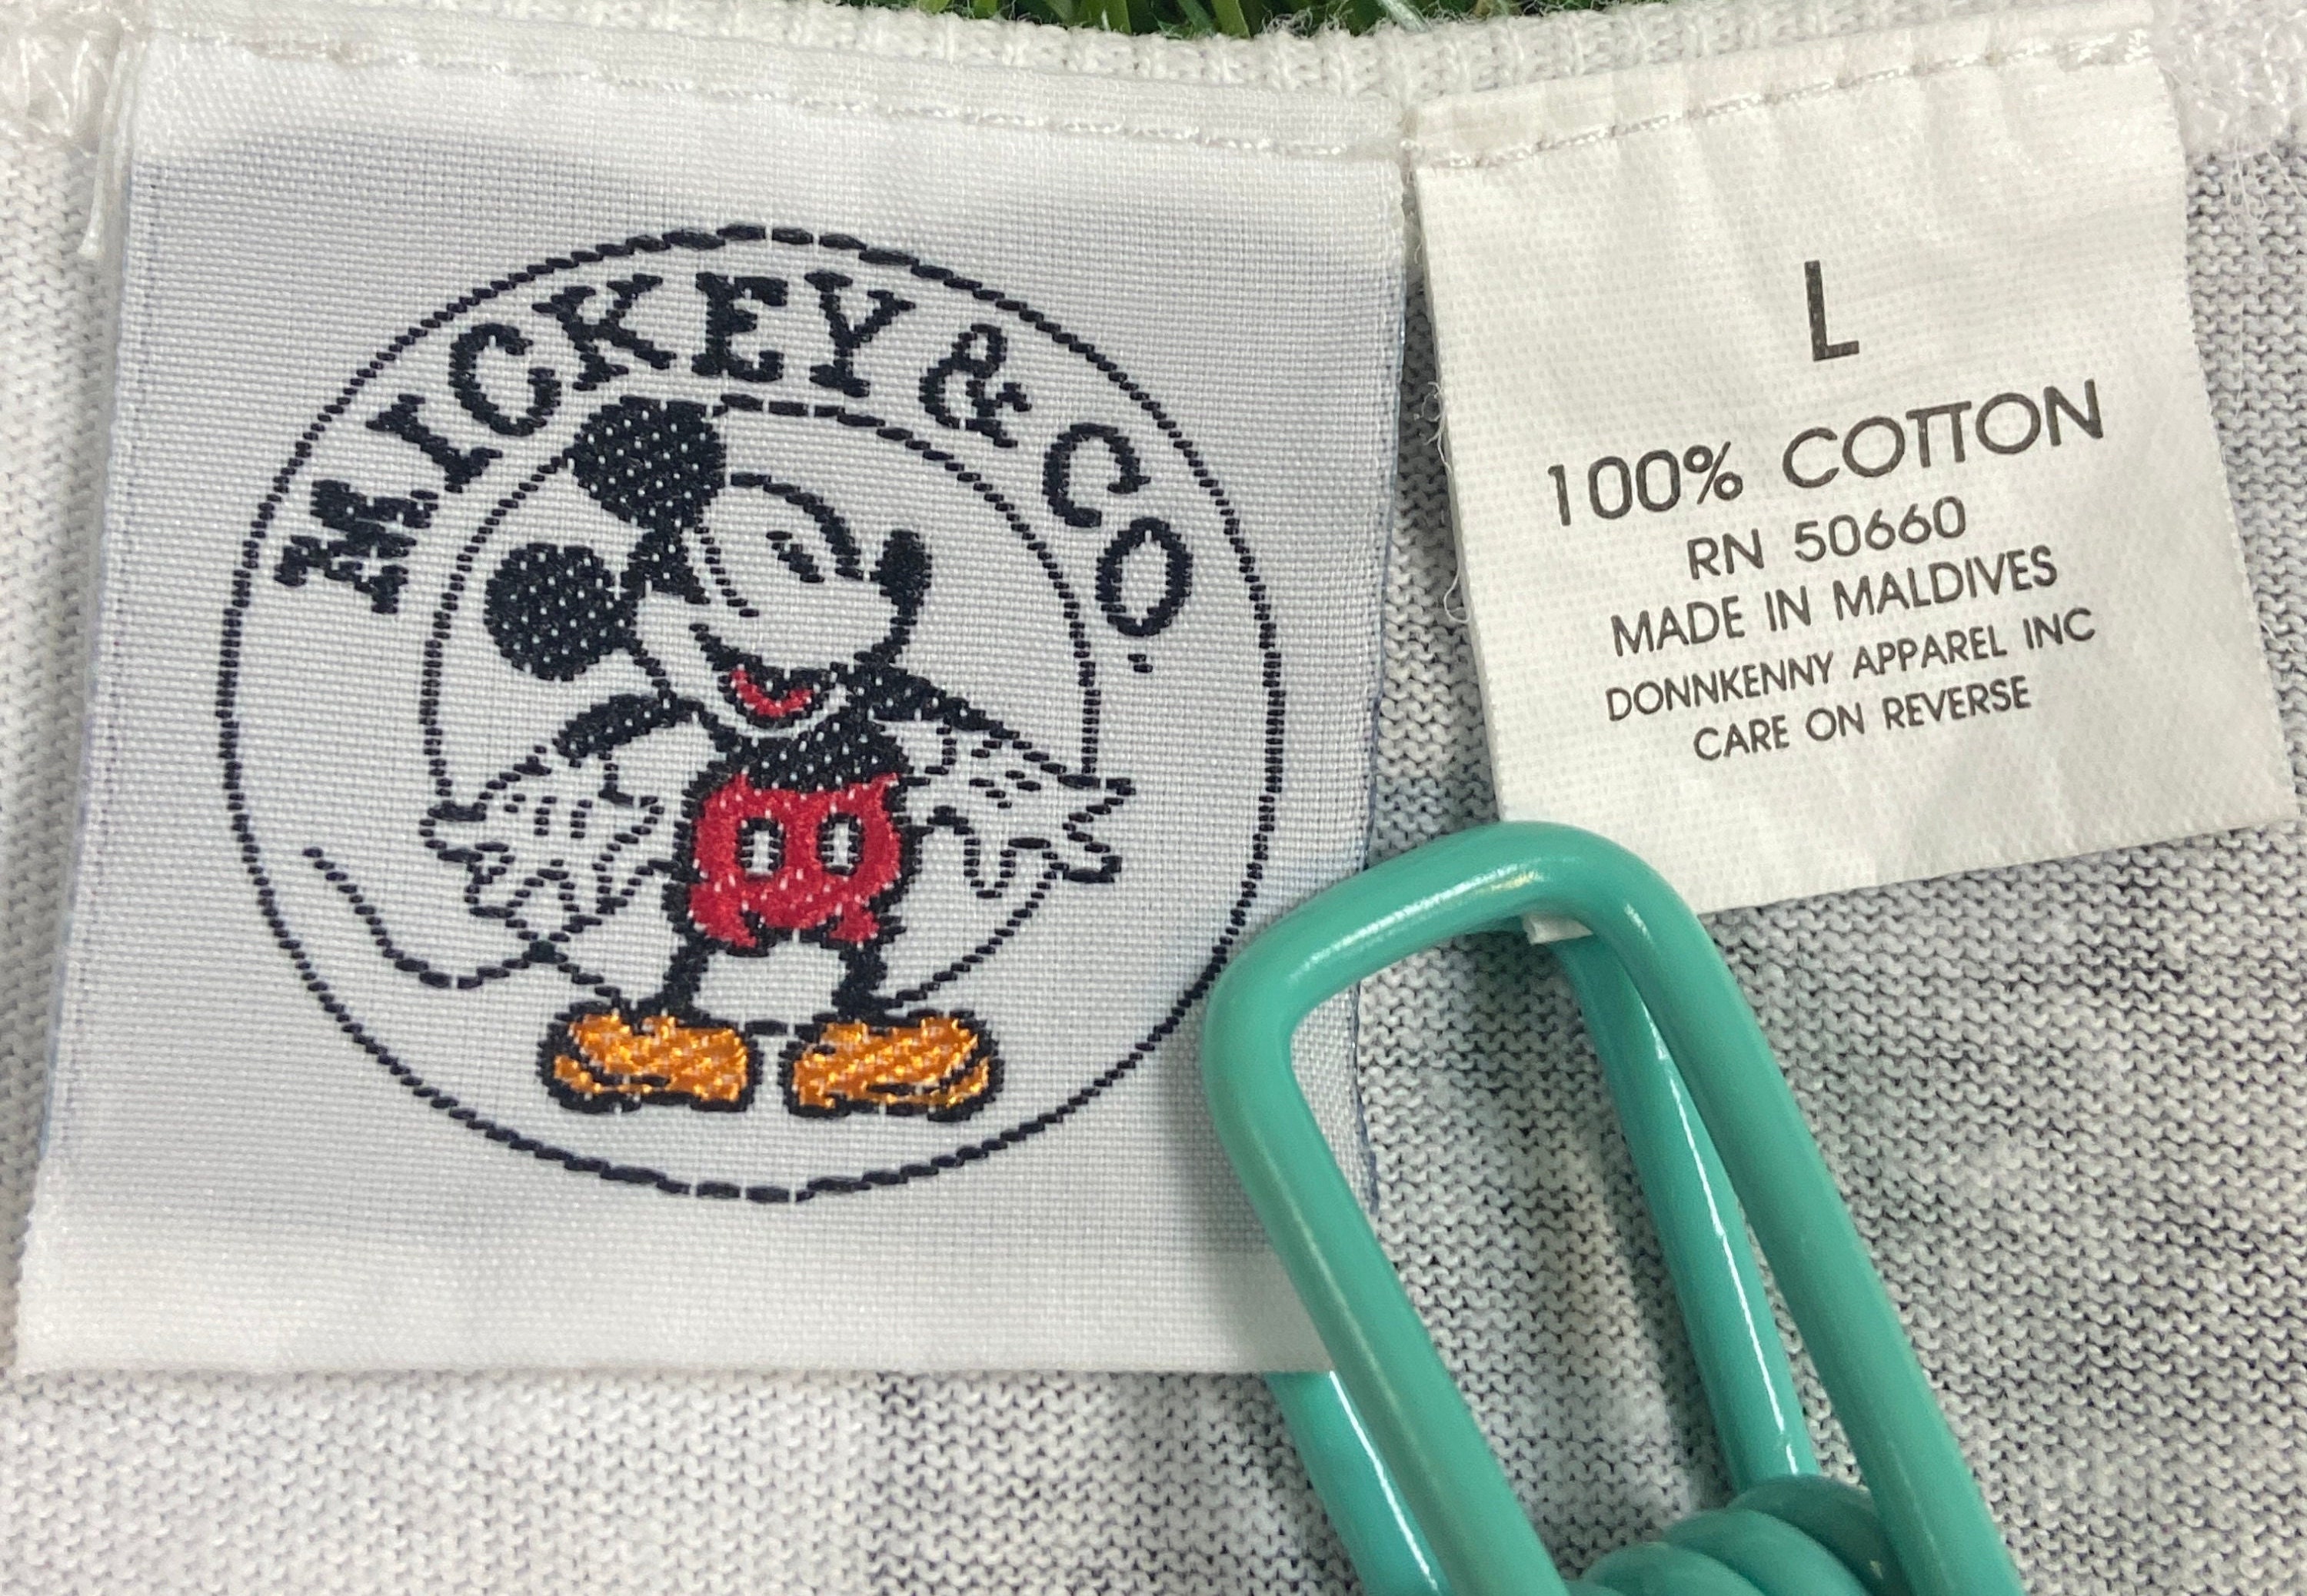 MICKEY & CO.
L
100% COTTON
RN 50660
MADE IN MALDIVES
DONNKENNY APPAREL INC
CARE ON REVERSE